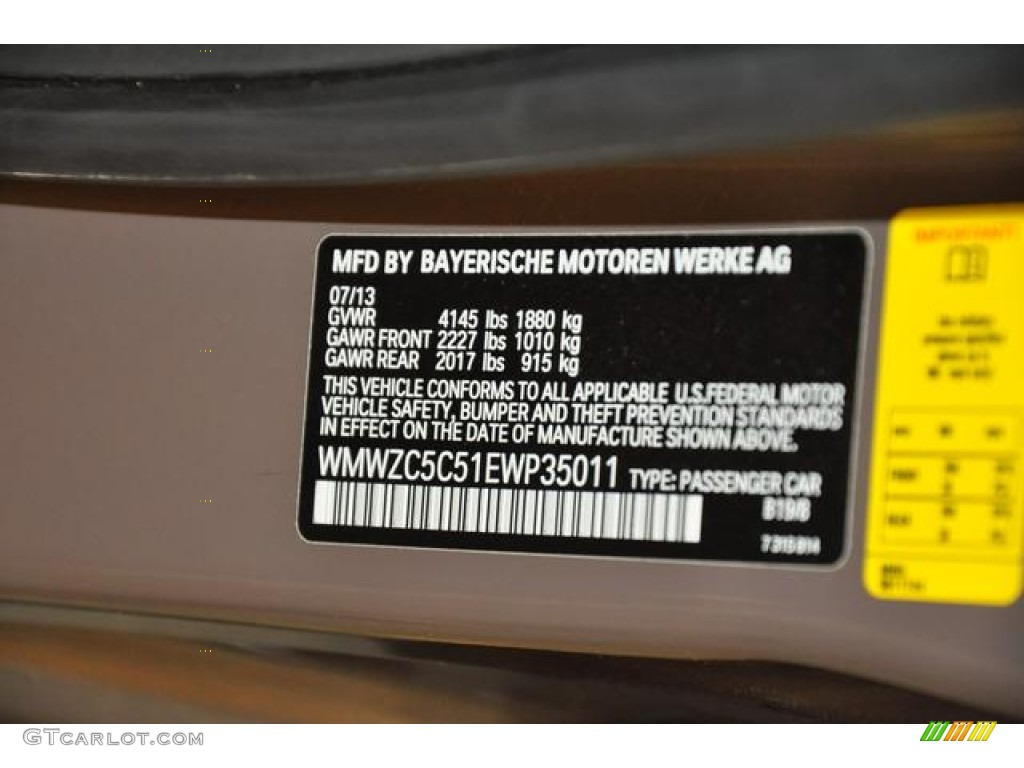 MFD BY BAYERISCHE MOTOREN WERKE AG
07/13
GVWR 4145 lbs 1880 kg
GAWR FRONT 2227 lbs 1010 kg
GAWR REAR 2017 lbs 915 kg
THIS VEHICLE CONFORMS TO ALL APPLICABLE U.S. FEDERAL MOTOR
VEHICLE SAFETY, BUMPER AND THEFT PREVENTION STANDARDS
IN EFFECT ON THE DATE OF MANUFACTURE SHOWN ABOVE.
WMWZC5C51EWP35011 TYPE: PASSENGER CAR
B19/B
IMPORTANT
GTCARLOT.COM